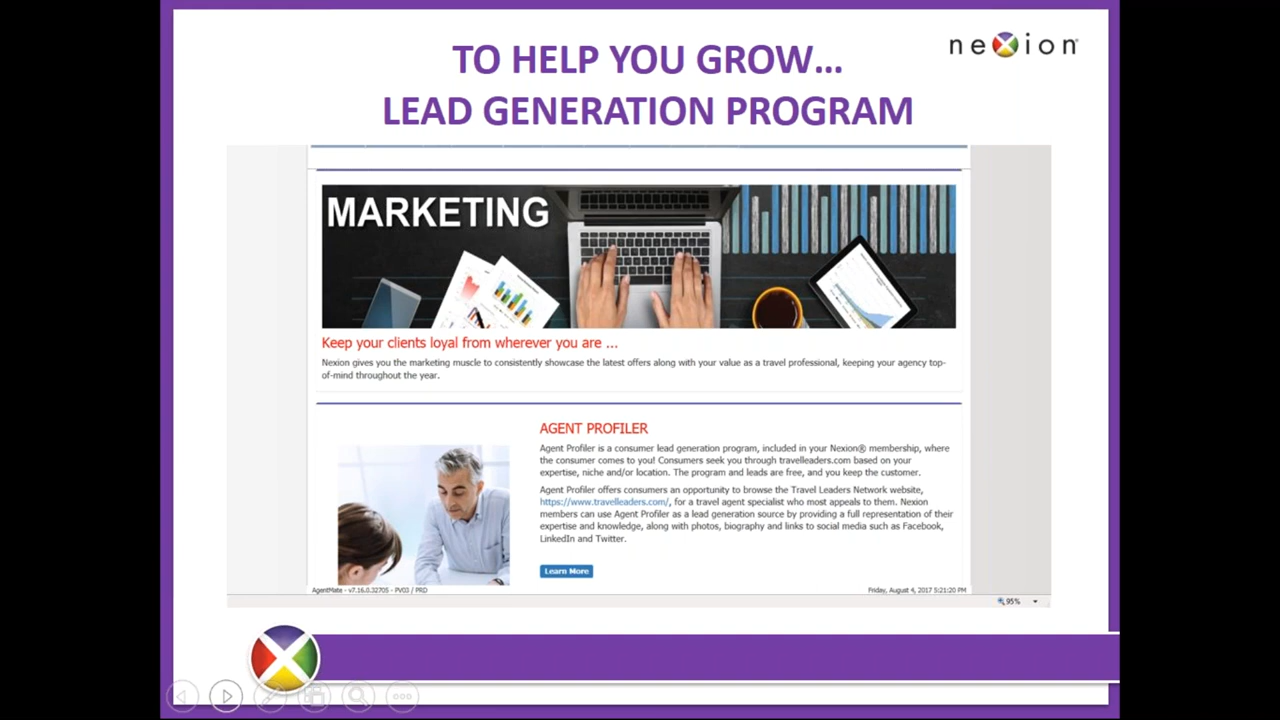 nexion
TO HELP YOU GROW...
LEAD GENERATION PROGRAM
MARKETING
Keep your clients loyal from wherever you are ...
Nexion gives you the marketing muscle to consistently showcase the latest offers along with your value as a travel professional, keeping your agency top-
of-mind throughout the year.
AGENT PROFILER
Agent Profiler is a consumer lead generation program, included in your Nexion® membership, where
the consumer comes to you! Consumers seek you through travelleaders.com based on your
expertise, niche and/or location. The program and leads are free, and you keep the customer.
Agent Profiler offers consumers an opportunity to browse the Travel Leaders Network website,
https://www.travelleaders.com/, for a travel agent specialist who most appeals to them. Nexion
members can use Agent Profiler as a lead generation source by providing a full representation of their
expertise and knowledge, along with photos, biography and links to social media such as Facebook,
LinkedIn and Twitter.
Learn More
AgentMate - v7.16.0.32705 - PV03 / PRD
Friday, August 4, 2017 5:21:20 PM
95%